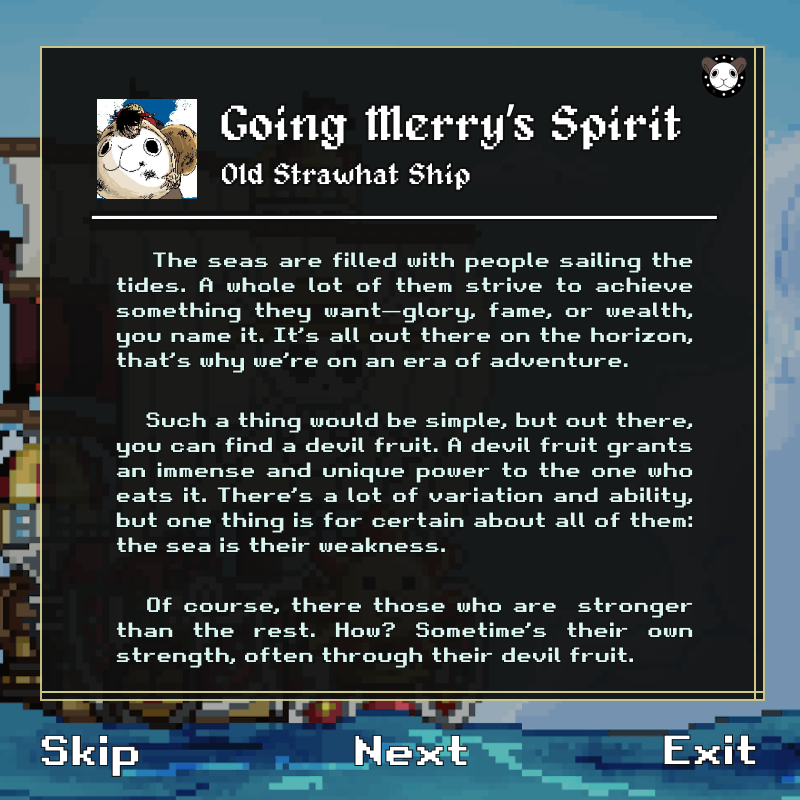 Going Merry's Spirit
Old Strawhat Ship
The seas are filled with people sailing the
tides. A whole lot of them strive to achieve
something they want—glory, fame, or wealth,
you name it. It's all out there on the horizon,
that's why we're on an era of adventure.
Such a thing would be simple, but out there,
you can find a devil fruit. A devil fruit grants
an immense and unique power to the one who
eats it. There's a lot of variation and ability,
but one thing is for certain about all of them:
the sea is their weakness.
Of course, there those who are stronger
than the rest. How? Sometime's their own
strength, often through their devil fruit.
Skip Next Exit